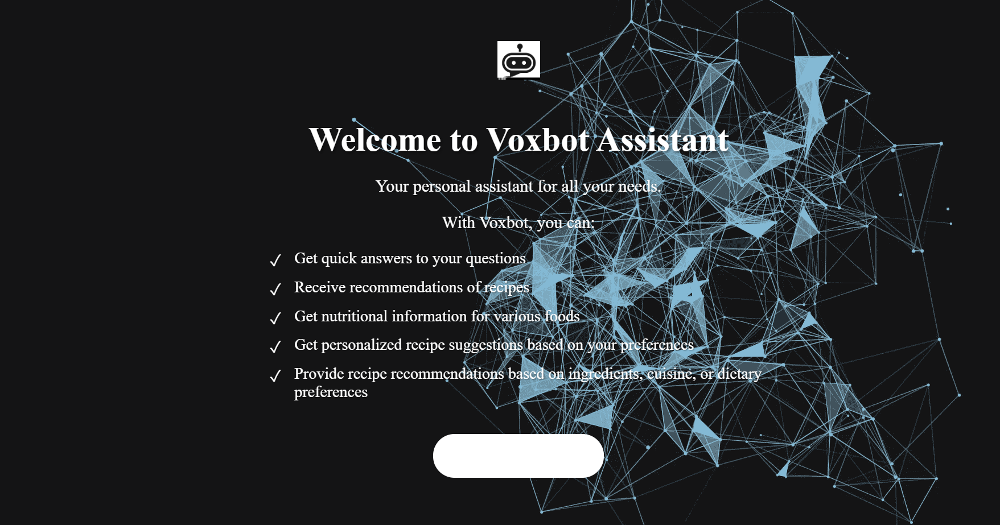 Welcome to Voxbot Assistant
Your personal assistant for all your needs.
With Voxbot, you can:
✓ Get quick answers to your questions
✓ Receive recommendations of recipes
✓ Get nutritional information for various foods
✓ Get personalized recipe suggestions based on your preferences
✓ Provide recipe recommendations based on ingredients, cuisine, or dietary
preferences